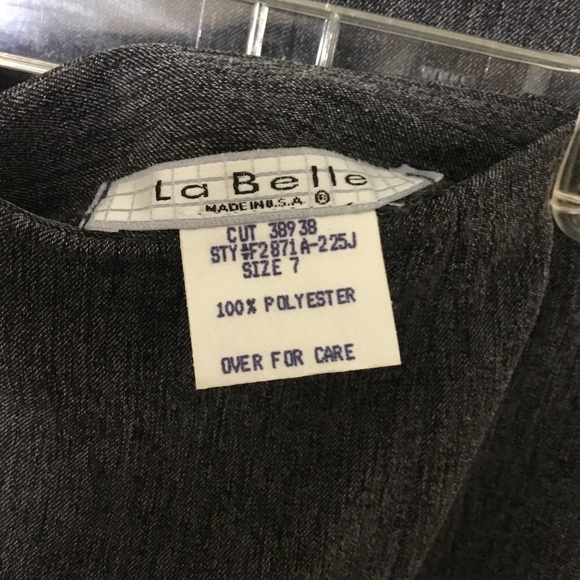 La Belle
MADE IN U.S.A. ®
CUT 38938
STY#F2871A-225J
SIZE 7
100% POLYESTER
OVER FOR CARE